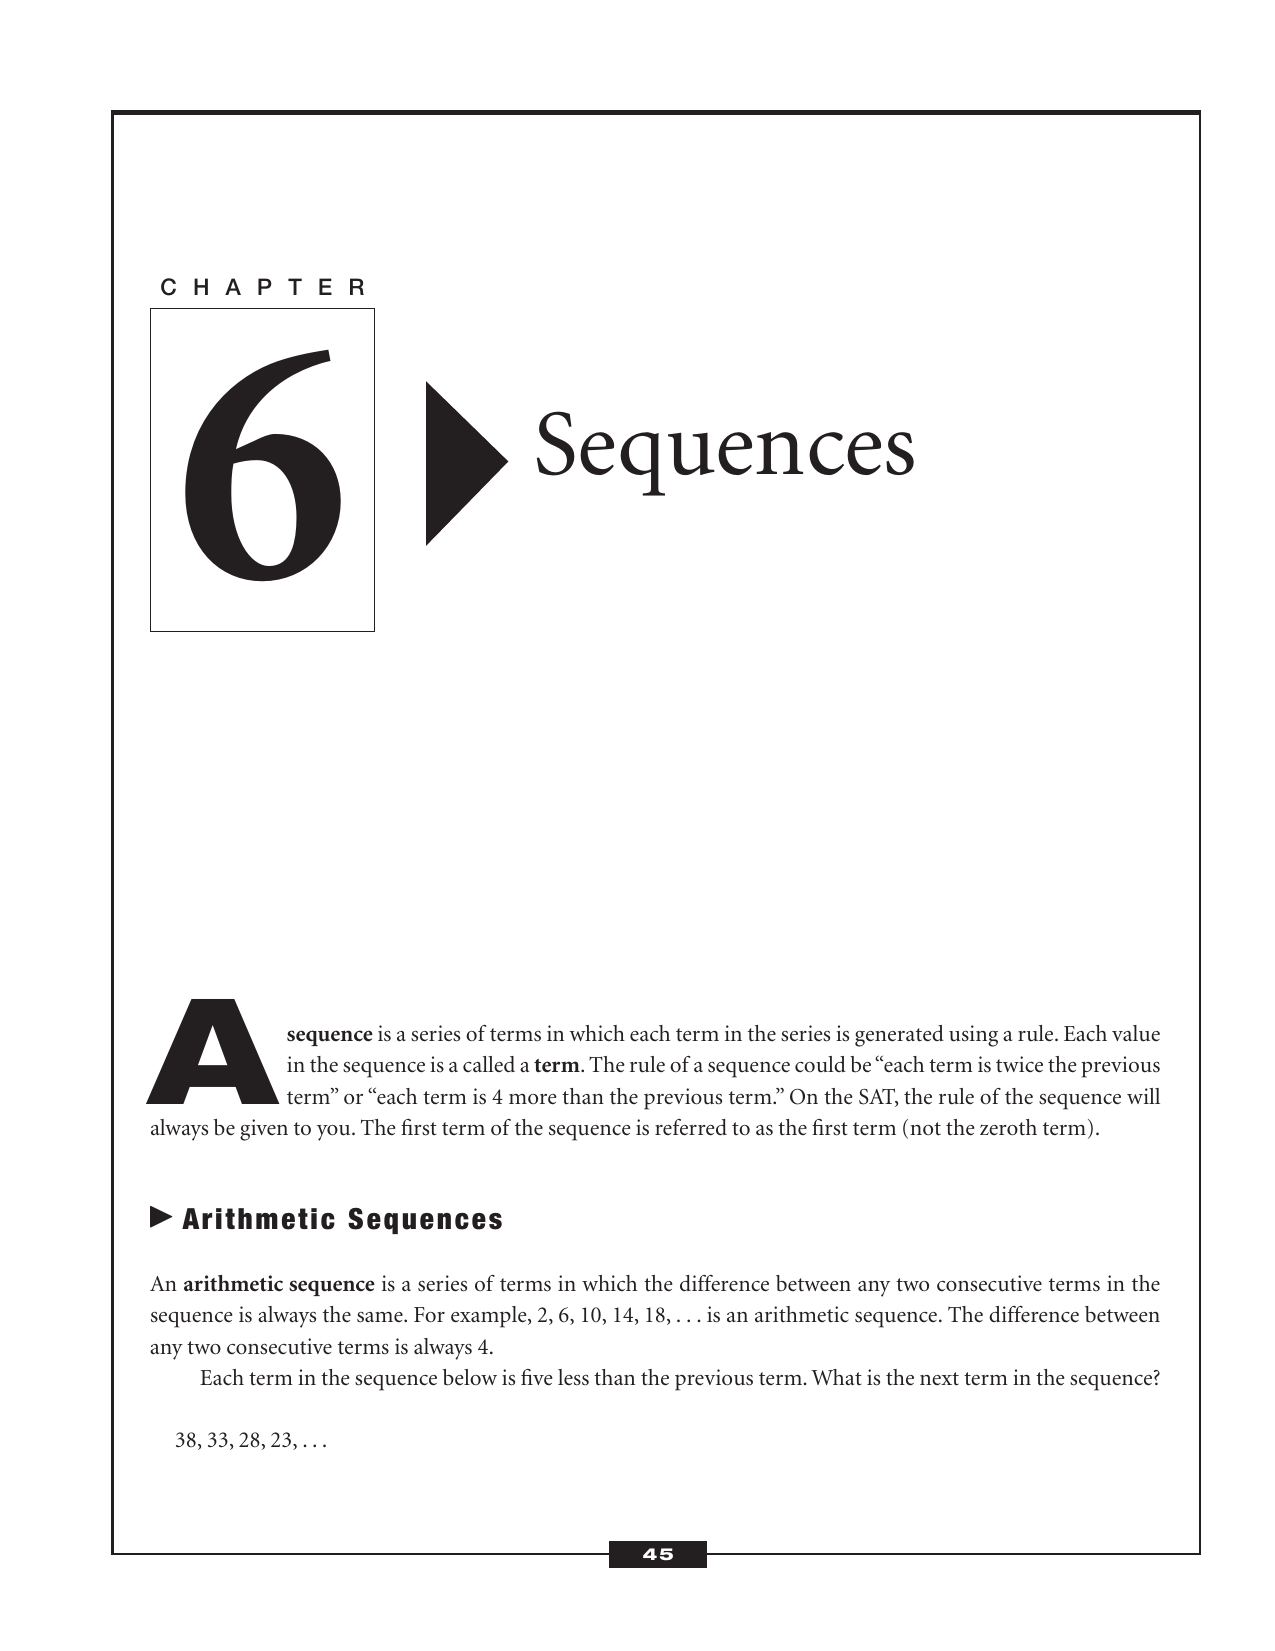 CHAPTER
6
Sequences
A sequence is a series of terms in which each term in the series is generated using a rule. Each value
in the sequence is a called a term. The rule of a sequence could be “each term is twice the previous
term” or “each term is 4 more than the previous term.” On the SAT, the rule of the sequence will
always be given to you. The first term of the sequence is referred to as the first term (not the zeroth term).
Arithmetic Sequences
An arithmetic sequence is a series of terms in which the difference between any two consecutive terms in the
sequence is always the same. For example, 2, 6, 10, 14, 18, . . . is an arithmetic sequence. The difference between
any two consecutive terms is always 4.
Each term in the sequence below is five less than the previous term. What is the next term in the sequence?
38, 33, 28, 23, . . .
45